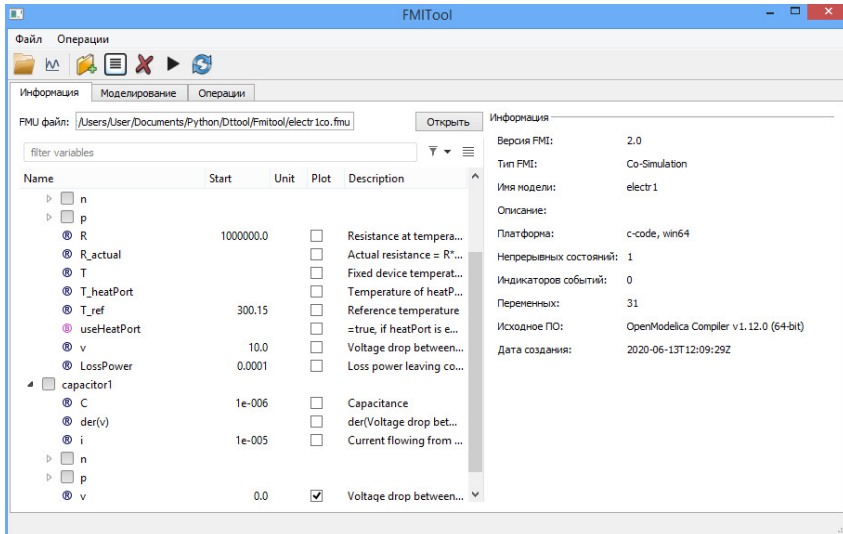 FMITool
Файл Операции
Информация Моделирование Операции
FMU файл: /Users/User/Documents/Python/Dttool/Fmitool/electr1co.fmu Открыть
filter variables
Name Start Unit Plot Description
n
p
R 1000000.0 Resistance at tempera...
R_actual Actual resistance = R*...
T Fixed device temperat...
T_heatPort Temperature of heatP...
T_ref 300.15 Reference temperature
useHeatPort =true, if heatPort is e...
v 10.0 Voltage drop between...
LossPower 0.0001 Loss power leaving co...
capacitor1
C 1e-006 Capacitance
der(v) der(Voltage drop bet...
i 1e-005 Current flowing from ...
n
p
v 0.0 Voltage drop between...
Информация
Версия FMI: 2.0
Тип FMI: Co-Simulation
Имя модели: electr1
Описание:
Платформа: c-code, win64
Непрерывных состояний: 1
Индикаторов событий: 0
Переменных: 31
Исходное ПО: OpenModelica Compiler v1.12.0 (64-bit)
Дата создания: 2020-06-13T12:09:29Z